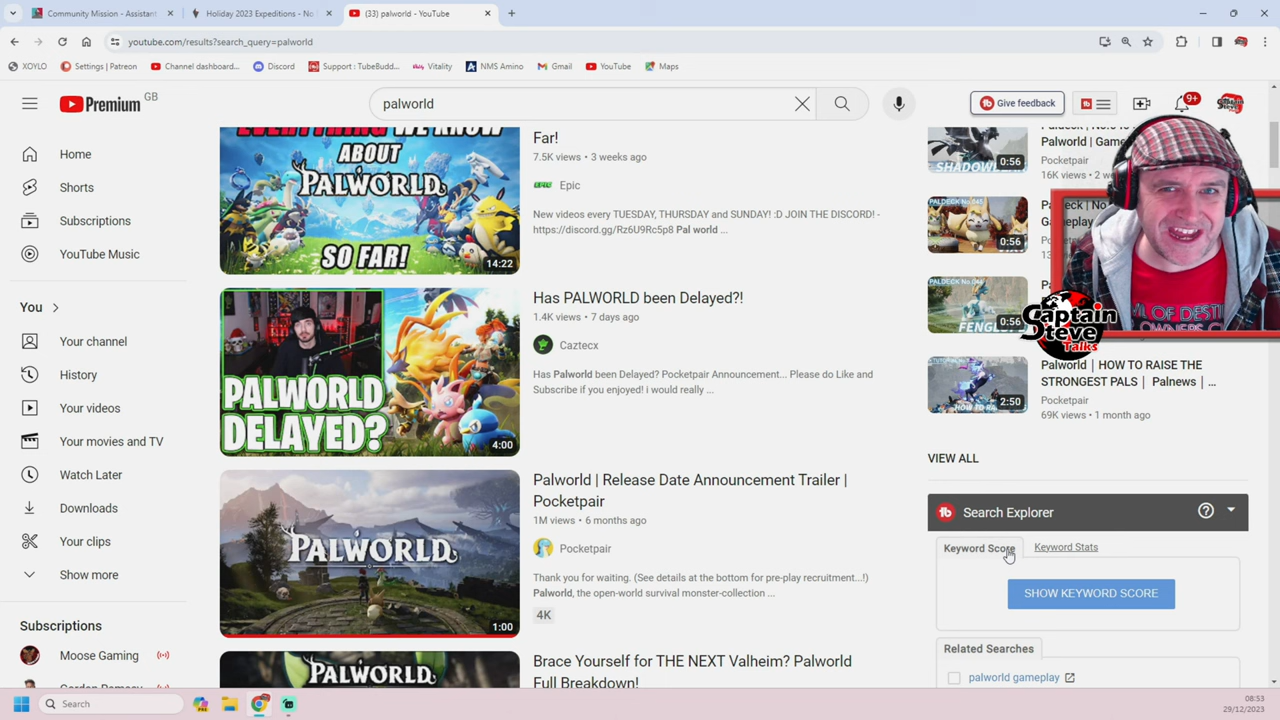 Community Mission - Assistant
Holiday 2023 Expeditions - No
(33) palworld - YouTube
youtube.com/results?search_query=palworld
XOYLO
Settings | Patreon
Channel dashboard...
Discord
Support : TubeBudd...
Vitality
NMS Amino
Gmail
YouTube
Maps
Premium GB
palworld
Give feedback
9+
Home
Shorts
Subscriptions
YouTube Music
You
Your channel
History
Your videos
Your movies and TV
Watch Later
Downloads
Your clips
Show more
Subscriptions
Moose Gaming
EVERYTHING WE KNOW
ABOUT
PALWORLD
SO FAR!
14:22
Far!
7.5K views • 3 weeks ago
Epic
New videos every TUESDAY, THURSDAY and SUNDAY! :D JOIN THE DISCORD! -
https://discord.gg/Rz6U9Rc5p8 Pal world ...
PALWORLD
DELAYED?
4:00
Has PALWORLD been Delayed?!
1.4K views • 7 days ago
Caztecx
Has Palworld been Delayed? Pocketpair Announcement... Please do Like and
Subscribe if you enjoyed! i would really ...
PALWORLD
1:00
Palworld | Release Date Announcement Trailer |
Pocketpair
1M views • 6 months ago
Pocketpair
Thank you for waiting. (See details at the bottom for pre-play recruitment...!)
Palworld, the open-world survival monster-collection ...
4K
PALWORLD
Brace Yourself for THE NEXT Valheim? Palworld
Full Breakdown!
0:56
Palworld | Game
Pocketpair
16K views • 2 we
0:56
Gameplay
0:56
FENGL
Captain
Steve
Talks
2:50
Palworld | HOW TO RAISE THE
STRONGEST PALS | Palnews | ...
Pocketpair
69K views • 1 month ago
VIEW ALL
Search Explorer
Keyword Score
Keyword Stats
SHOW KEYWORD SCORE
Related Searches
palworld gameplay
Search
08:53
29/12/2023